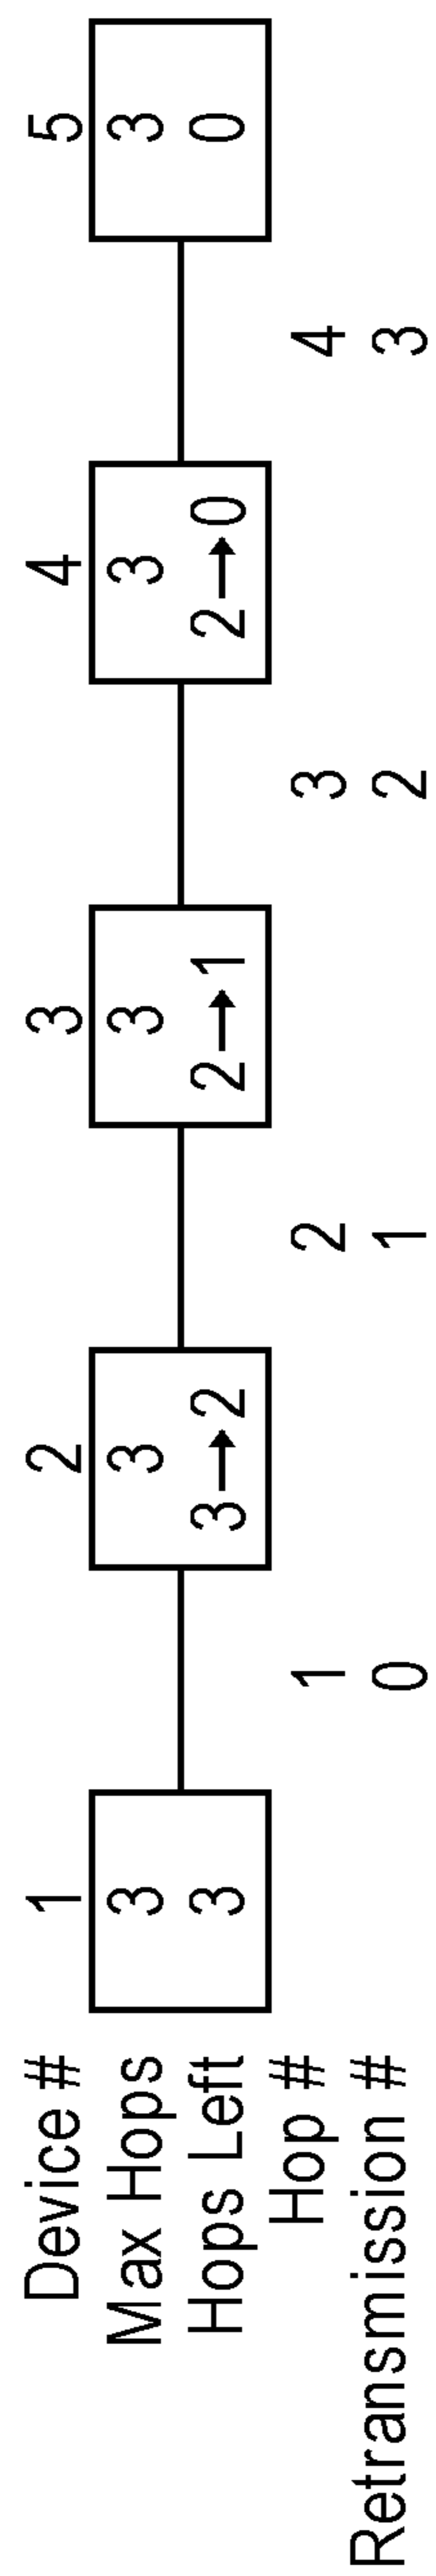 Device # 1 2 3 4 5
Max Hops 3 3 3 3 3
Hops Left 3 3→2 2→1 2→0 0
Hop # 1 2 3 4
Retransmission # 0 1 2 3